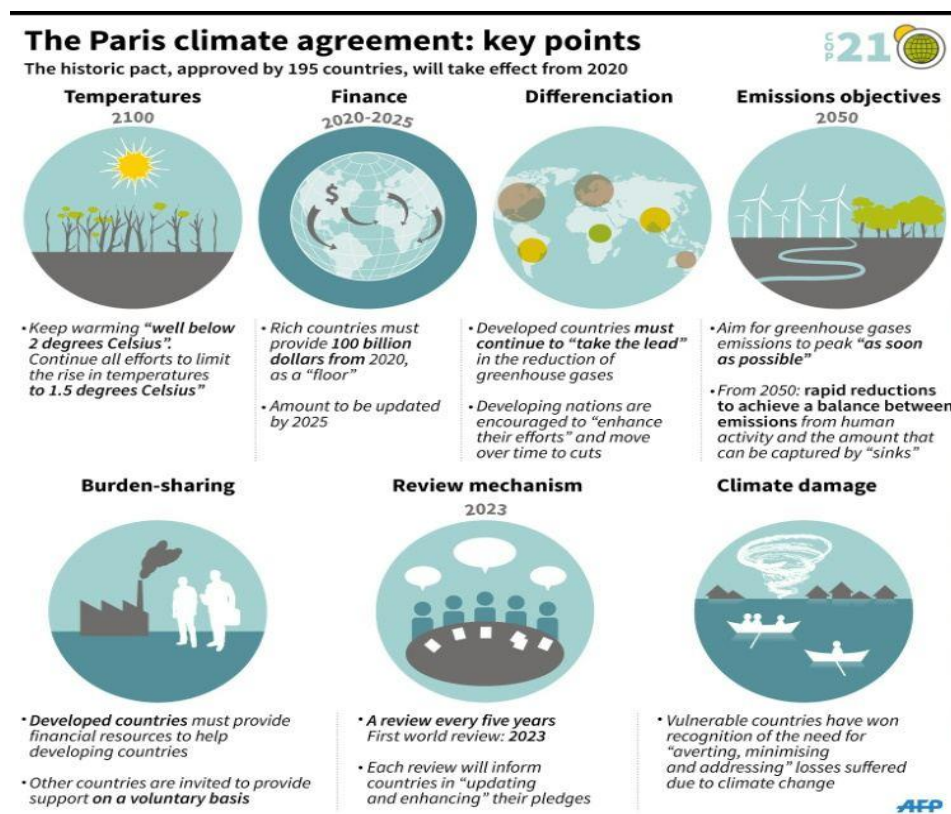 The Paris climate agreement: key points
The historic pact, approved by 195 countries, will take effect from 2020
COP 21
Temperatures
2100
• Keep warming “well below
2 degrees Celsius”.
Continue all efforts to limit
the rise in temperatures
to 1.5 degrees Celsius”
Finance
2020-2025
$
• Rich countries must
provide 100 billion
dollars from 2020,
as a “floor”
• Amount to be updated
by 2025
Differenciation
• Developed countries must
continue to “take the lead”
in the reduction of
greenhouse gases
• Developing nations are
encouraged to “enhance
their efforts” and move
over time to cuts
Emissions objectives
2050
• Aim for greenhouse gases
emissions to peak “as soon
as possible”
• From 2050: rapid reductions
to achieve a balance between
emissions from human
activity and the amount that
can be captured by “sinks”
Burden-sharing
• Developed countries must provide
financial resources to help
developing countries
• Other countries are invited to provide
support on a voluntary basis
Review mechanism
2023
• A review every five years
First world review: 2023
• Each review will inform
countries in “updating
and enhancing” their pledges
Climate damage
• Vulnerable countries have won
recognition of the need for
“averting, minimising
and addressing” losses suffered
due to climate change
AFP